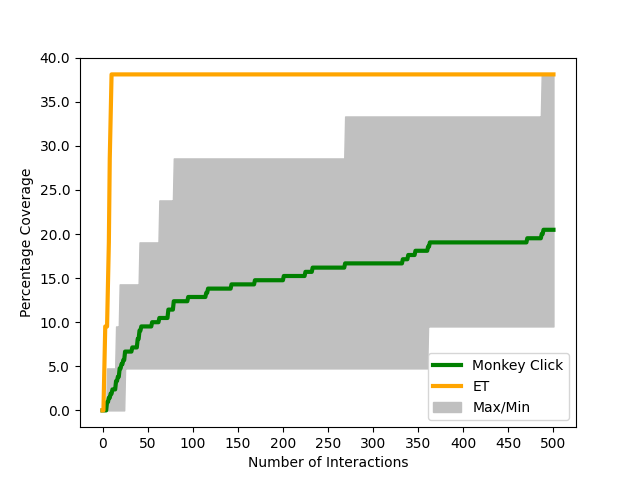 40.0
35.0
30.0
25.0
20.0
15.0
10.0
5.0
0.0
Percentage Coverage
0 50 100 150 200 250 300 350 400 450 500
Number of Interactions
Monkey Click
ET
Max/Min